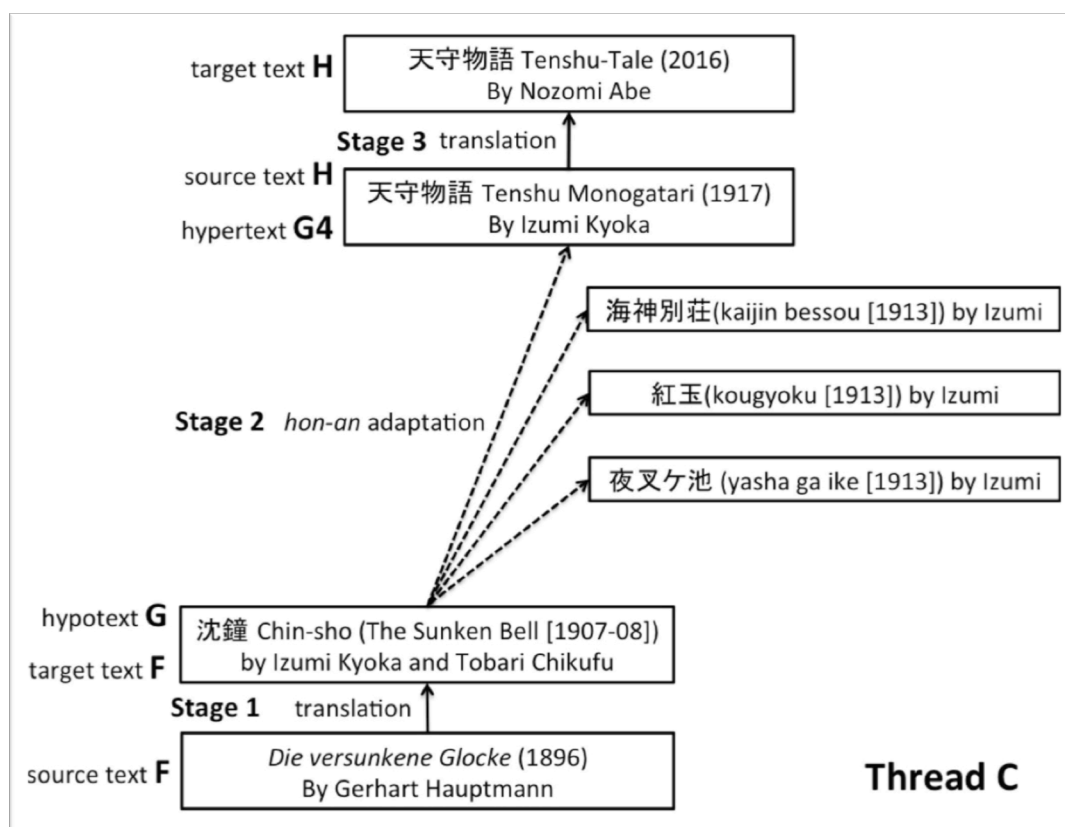 target text H
天守物語 Tenshu-Tale (2016)
By Nozomi Abe
Stage 3 translation
source text H
hypertext G4
天守物語 Tenshu Monogatari (1917)
By Izumi Kyoka
海神別荘(kaijin bessou [1913]) by Izumi
紅玉(kougyoku [1913]) by Izumi
Stage 2 hon-an adaptation
夜叉ケ池 (yasha ga ike [1913]) by Izumi
hypotext G
target text F
沈鐘 Chin-sho (The Sunken Bell [1907-08])
by Izumi Kyoka and Tobari Chikufu
Stage 1 translation
source text F
Die versunkene Glocke (1896)
By Gerhart Hauptmann
Thread C